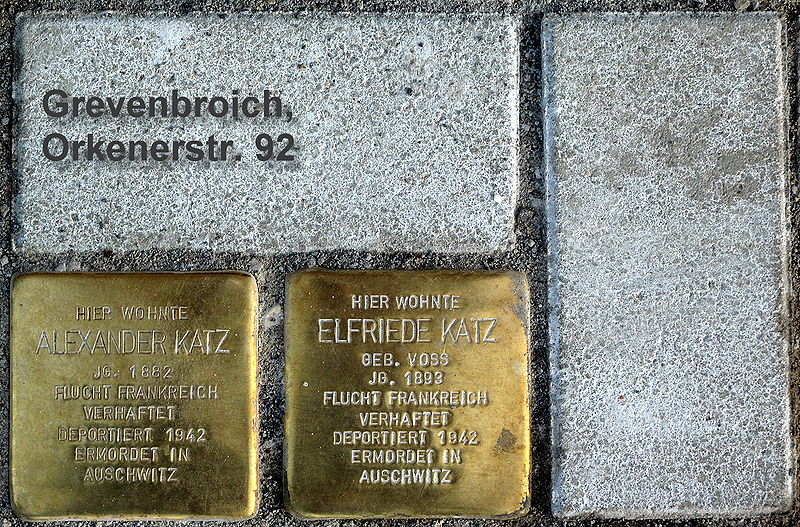 Grevenbroich,
Orkenerstr. 92
HIER WOHNTE
ALEXANDER KATZ
JG. 1882
FLUCHT FRANKREICH
VERHAFTET
DEPORTIERT 1942
ERMORDET IN
AUSCHWITZ
HIER WOHNTE
ELFRIEDE KATZ
GEB. VOSS
JG. 1893
FLUCHT FRANKREICH
VERHAFTET
DEPORTIERT 1942
ERMORDET IN
AUSCHWITZ